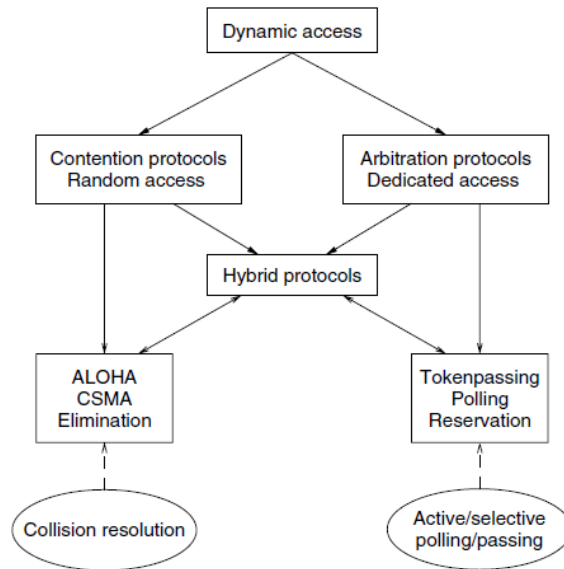 Dynamic access
Contention protocols
Random access
Arbitration protocols
Dedicated access
Hybrid protocols
ALOHA
CSMA
Elimination
Tokenpassing
Polling
Reservation
Collision resolution
Active/selective
polling/passing